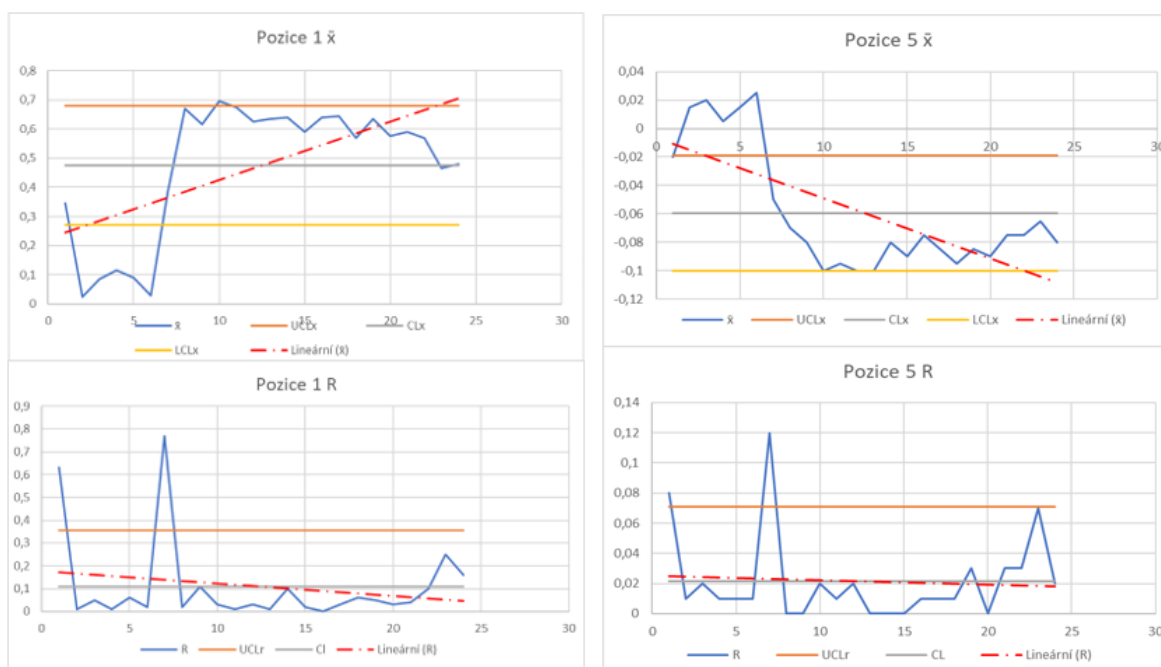 Pozice 1 x̄
0,8
0,7
0,6
0,5
0,4
0,3
0,2
0,1
0
0 5 10 15 20 25 30
x̄ UCLx CLx
LCLx Lineární (x̄)
Pozice 5 x̄
0,04
0,02
0
-0,02
-0,04
-0,06
-0,08
-0,1
-0,12
0 5 10 15 20 25 30
x̄ UCLx CLx LCLx Lineární (x̄)
Pozice 1 R
0,9
0,8
0,7
0,6
0,5
0,4
0,3
0,2
0,1
0
0 5 10 15 20 25 30
R UCLr Cl Lineární (R)
Pozice 5 R
0,14
0,12
0,1
0,08
0,06
0,04
0,02
0
0 5 10 15 20 25 30
R UCLr CL Lineární (R)